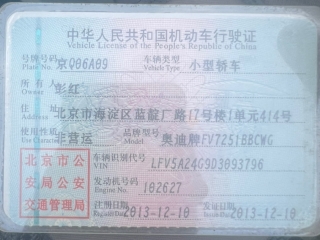 中华人民共和国机动车行驶证
Vehicle License of the People's Republic of China
号牌号码 京Q06A09 车辆类型 小型轿车
Plate No. Vehicle Type
所有人 彭红
Owner
住址 北京市海淀区蓝靛厂路17号楼1单元414号
使用性质 非营运 品牌型号 奥迪牌FV7251BBCWG
Use Character
北京市公
安局公安
交通管理局
车辆识别代号 LFV5A24G9D3093796
VIN
发动机号码 102627
Engine No.
注册日期 2013-12-10 发证日期 2013-12-10
Register Date Issue Date